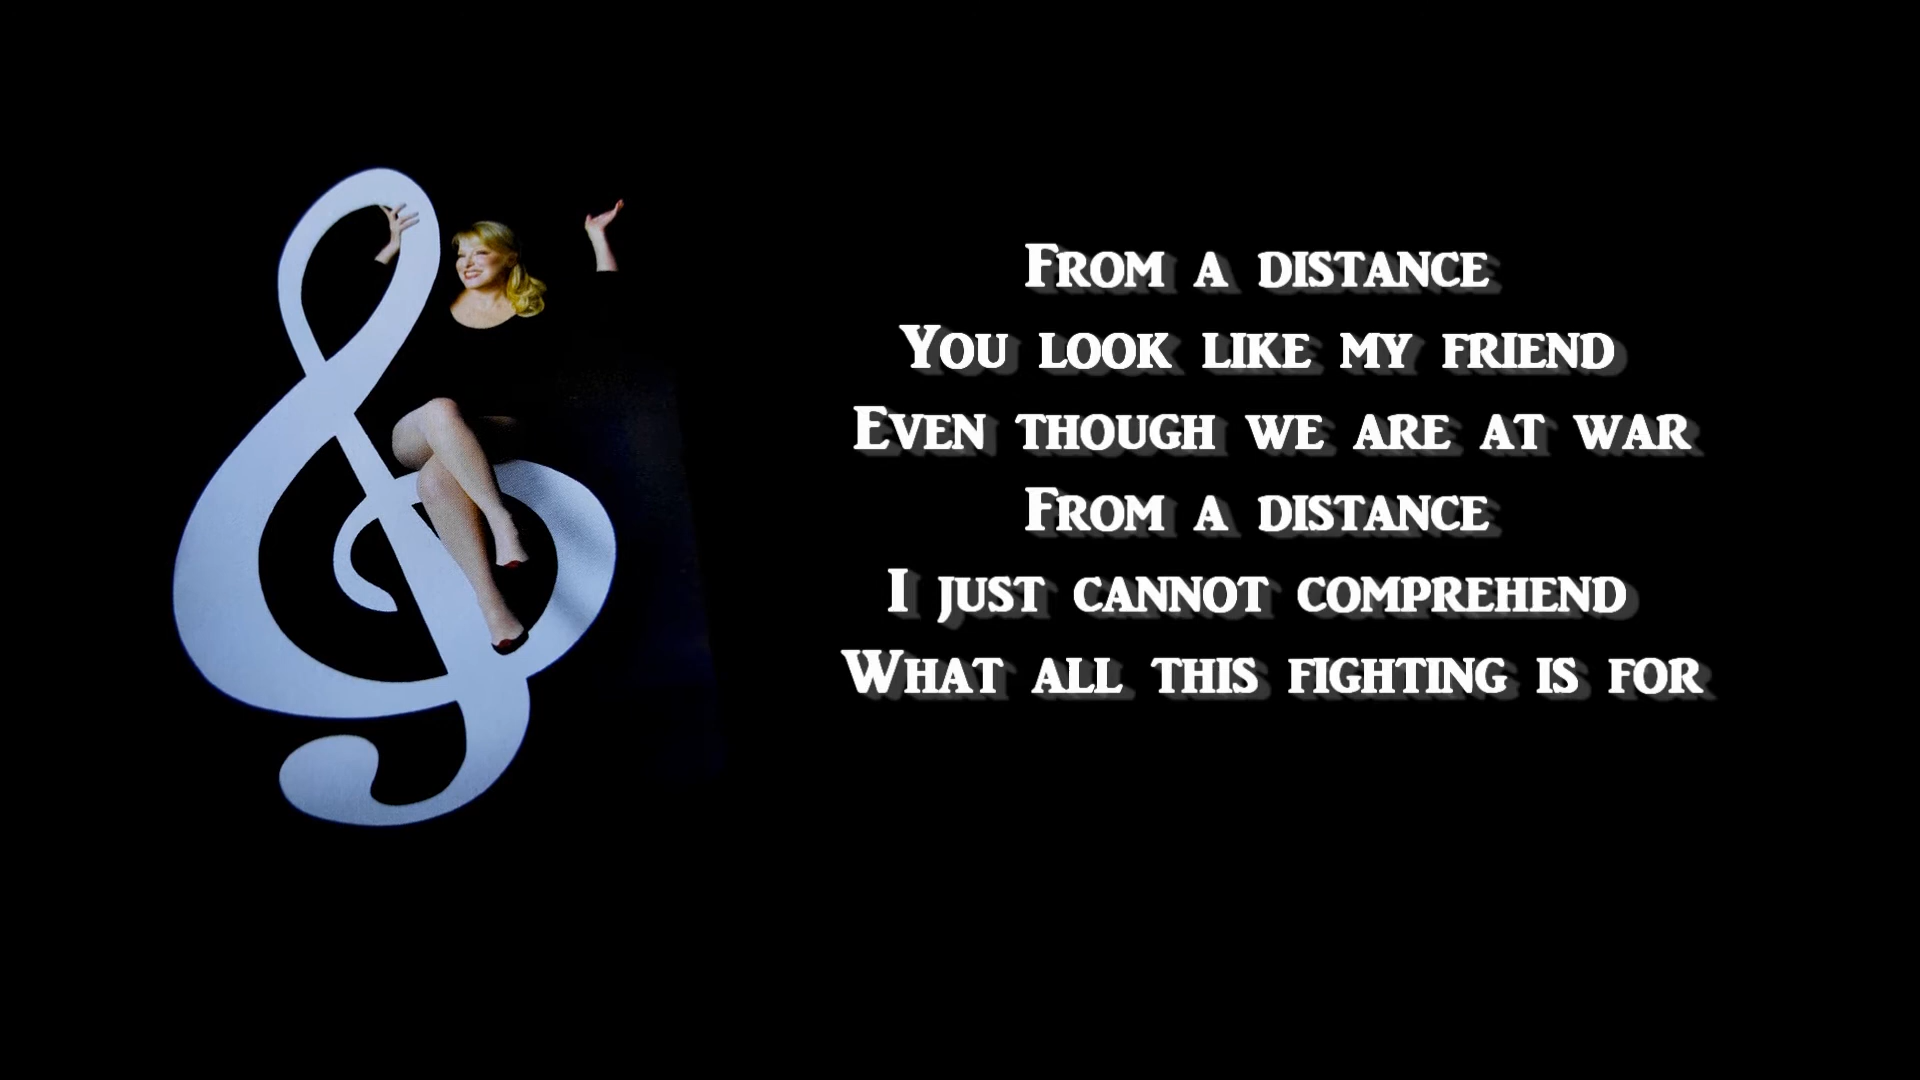 From a distance
You look like my friend
Even though we are at war
From a distance
I just cannot comprehend
What all this fighting is for